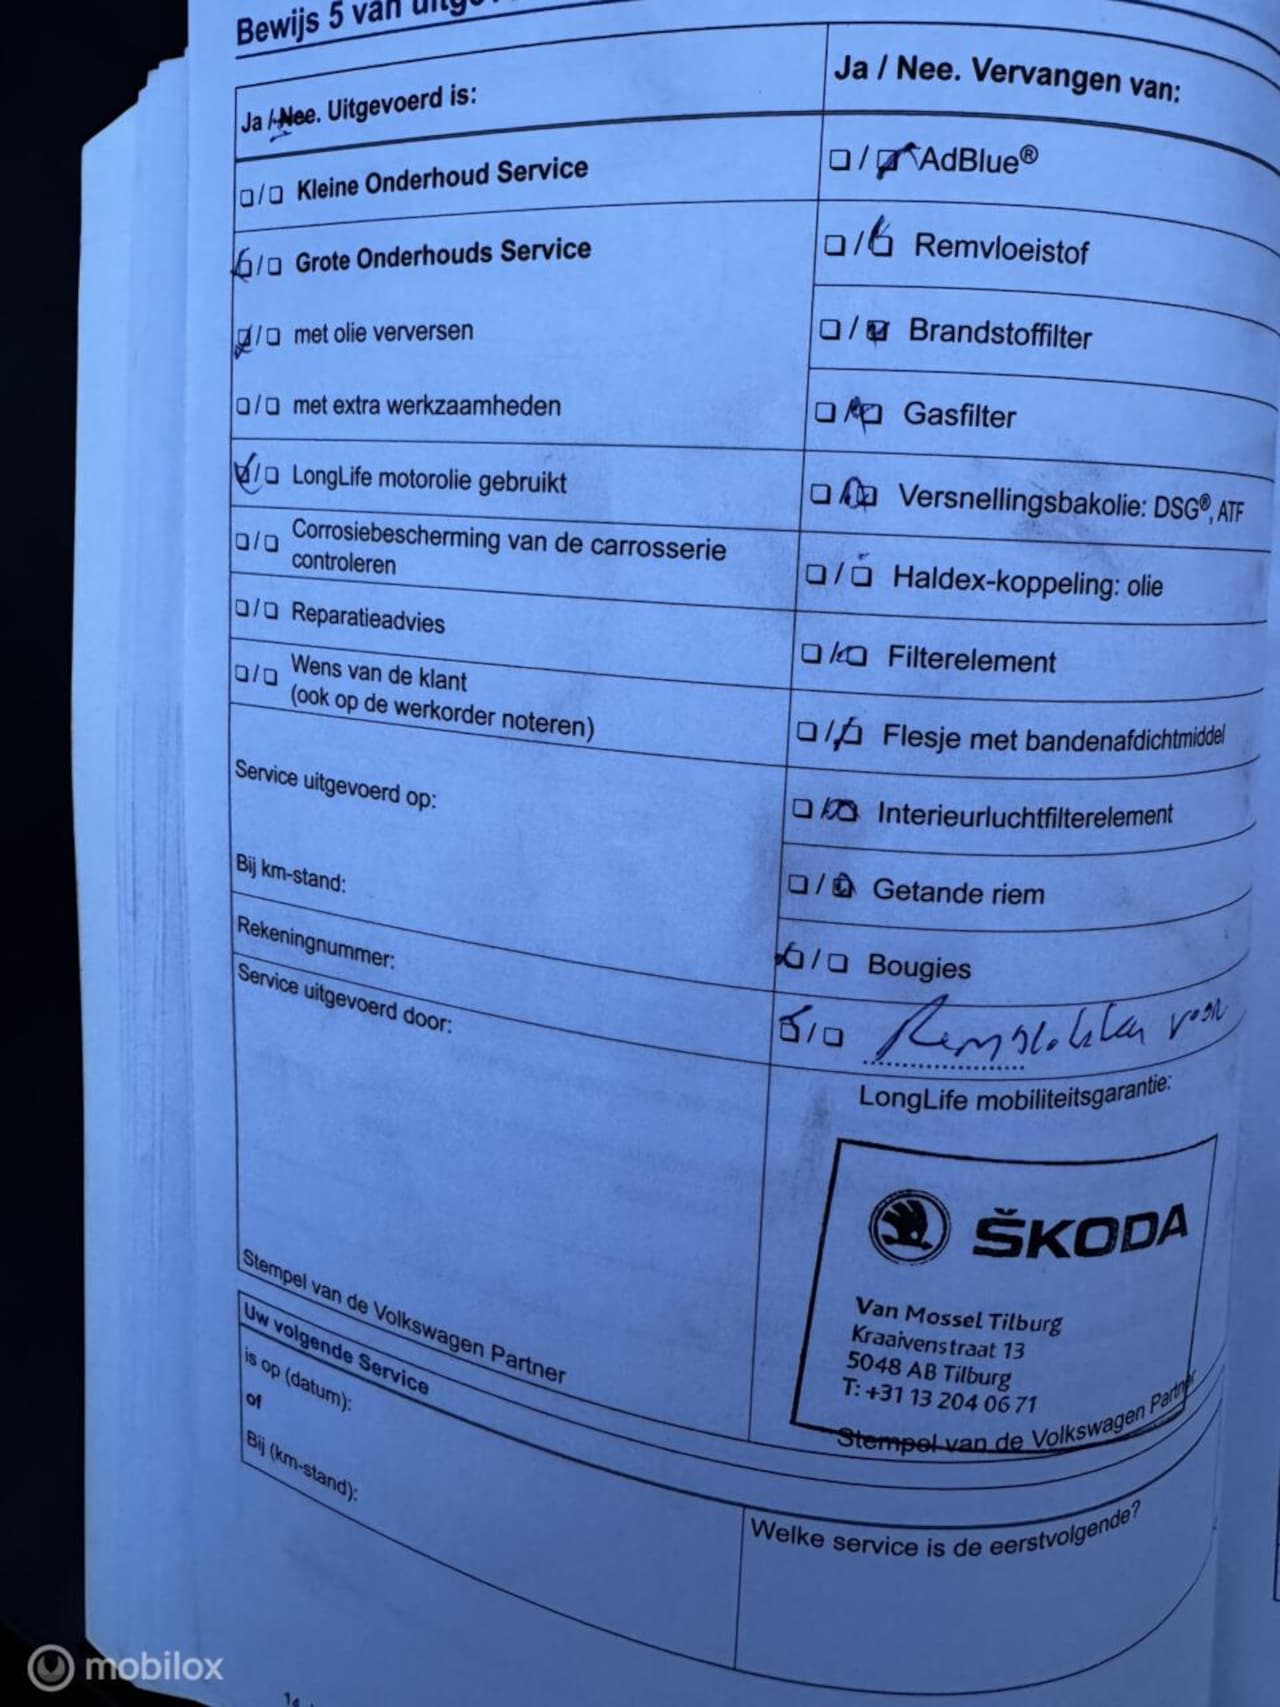 Bewijs 5 van
Ja / Nee. Uitgevoerd is:
☐/☐ Kleine Onderhoud Service
☑/☐ Grote Onderhouds Service
☑/☐ met olie verversen
☐/☐ met extra werkzaamheden
☑/☐ LongLife motorolie gebruikt
☐/☐ Corrosiebescherming van de carrosserie
controleren
☐/☐ Reparatieadvies
☐/☐ Wens van de klant
(ook op de werkorder noteren)
Service uitgevoerd op:
Bij km-stand:
Rekeningnummer:
Service uitgevoerd door:
Stempel van de Volkswagen Partner
Ja / Nee. Vervangen van:
☐/☑ AdBlue®
☐/☑ Remvloeistof
☐/☑ Brandstoffilter
☐/☑ Gasfilter
☐/☑ Versnellingsbakolie: DSG®, ATF
☐/☑ Haldex-koppeling: olie
☐/☑ Filterelement
☐/☑ Flesje met bandenafdichtmiddel
☐/☑ Interieurluchtfilterelement
☐/☑ Getande riem
☑/☐ Bougies
☑/☐ Remblokken voor
LongLife mobiliteitsgarantie:
ŠKODA
Van Mossel Tilburg
Kraaivenstraat 13
5048 AB Tilburg
T: +31 13 204 06 71
Stempel van de Volkswagen Partner
Uw volgende Service
is op (datum):
of
Bij (km-stand):
Welke service is de eerstvolgende?
mobilox